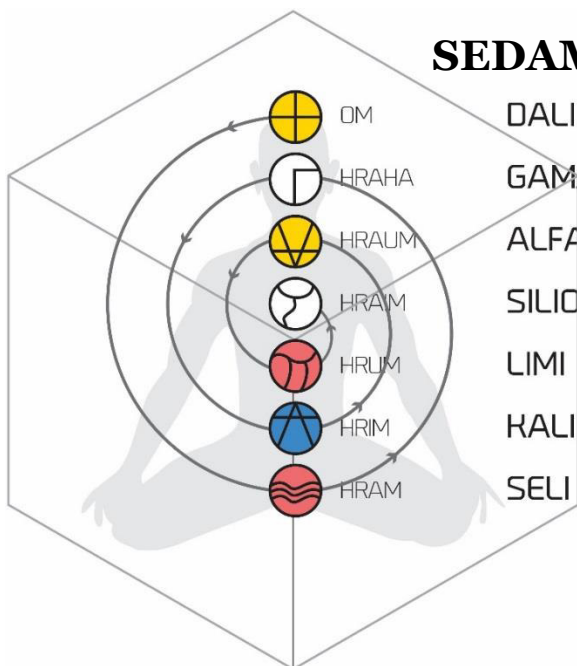 SEDAM
OM DALI
HRAHA GAM
HRAUM ALFA
HRAIM SILIO
HRUM LIMI
HRIM KALI
HRAM SELI